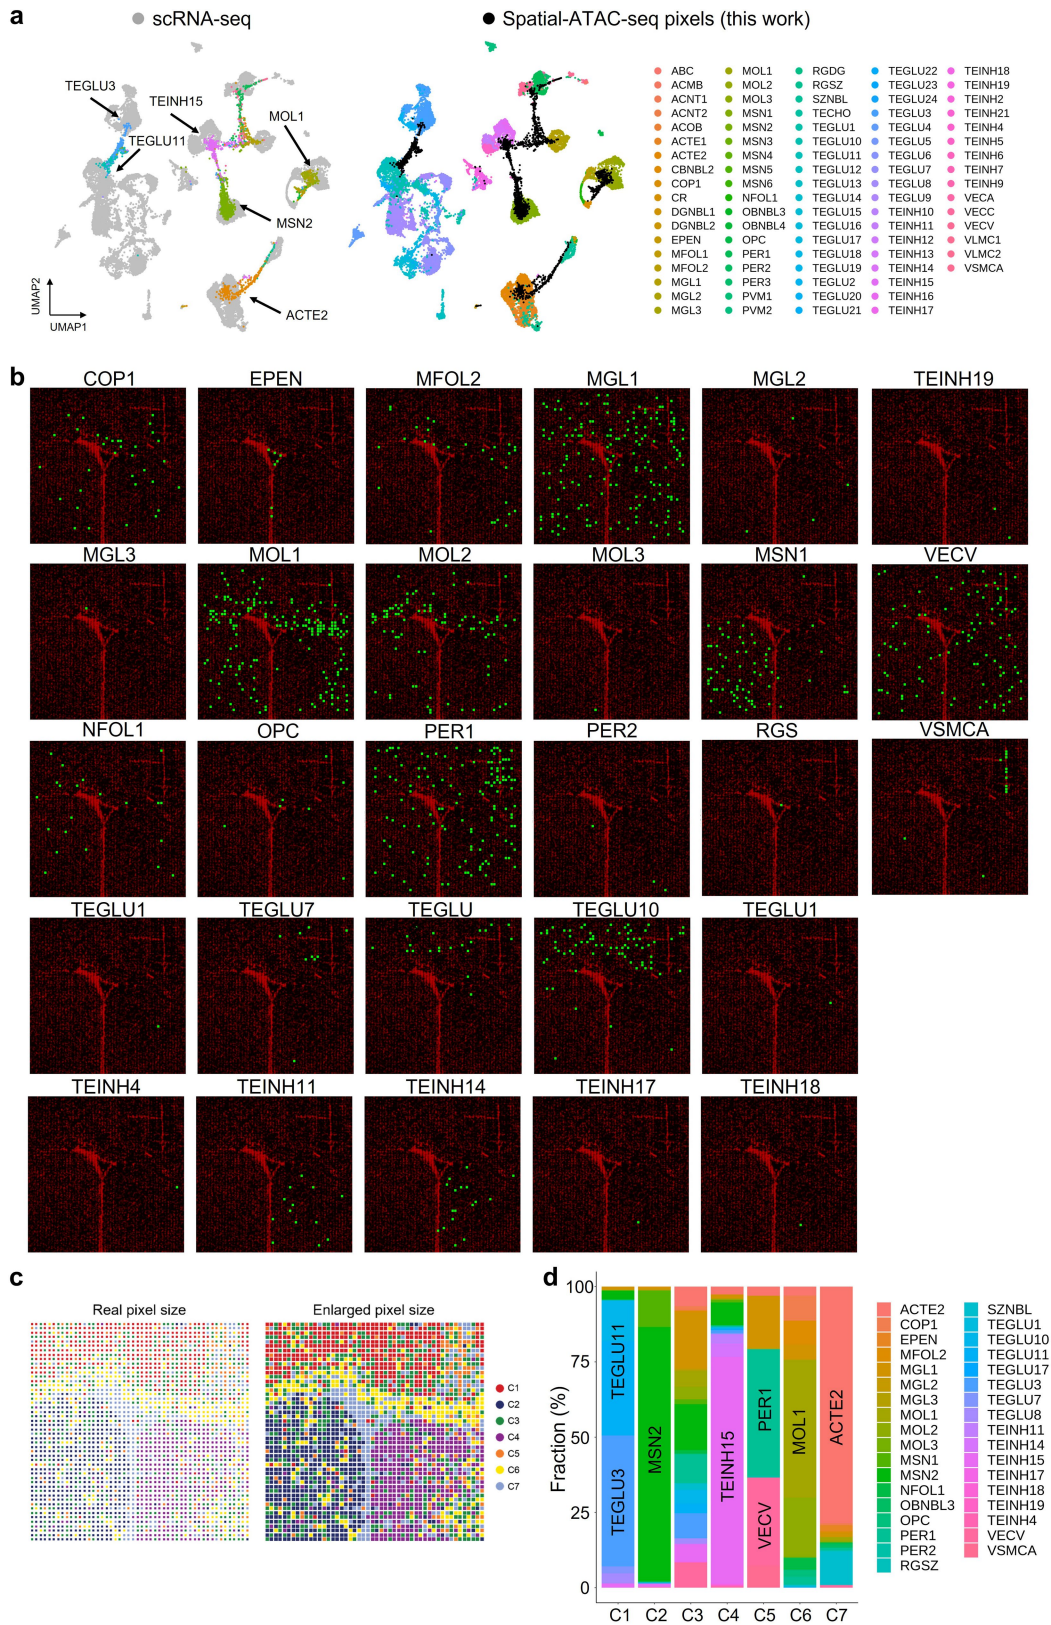 a
scRNA-seq
Spatial-ATAC-seq pixels (this work)
TEGLU3
TEINH15
TEGLU11
MOL1
MSN2
ACTE2
UMAP2
UMAP1
ABC
ACMB
ACNT1
ACNT2
ACOB
ACTE1
ACTE2
CBNBL2
COP1
CR
DGNBL1
DGNBL2
EPEN
MFOL1
MFOL2
MGL1
MGL2
MGL3
MOL1
MOL2
MOL3
MSN1
MSN2
MSN3
MSN4
MSN5
MSN6
NFOL1
OBNBL3
OBNBL4
OPC
PER1
PER2
PER3
PVM1
PVM2
RGDG
RGSZ
SZNBL
TECHO
TEGLU1
TEGLU10
TEGLU11
TEGLU12
TEGLU13
TEGLU14
TEGLU15
TEGLU16
TEGLU17
TEGLU18
TEGLU19
TEGLU2
TEGLU20
TEGLU21
TEGLU22
TEGLU23
TEGLU24
TEGLU3
TEGLU4
TEGLU5
TEGLU6
TEGLU7
TEGLU8
TEGLU9
TEINH10
TEINH11
TEINH12
TEINH13
TEINH14
TEINH15
TEINH16
TEINH17
TEINH18
TEINH19
TEINH2
TEINH21
TEINH4
TEINH5
TEINH6
TEINH7
TEINH9
VECA
VECC
VECV
VLMC1
VLMC2
VSMCA
b
COP1 EPEN MFOL2 MGL1 MGL2 TEINH19
MGL3 MOL1 MOL2 MOL3 MSN1 VECV
NFOL1 OPC PER1 PER2 RGS VSMCA
TEGLU1 TEGLU7 TEGLU TEGLU10 TEGLU1
TEINH4 TEINH11 TEINH14 TEINH17 TEINH18
c
Real pixel size
Enlarged pixel size
C1
C2
C3
C4
C5
C6
C7
d
Fraction (%)
100
75
50
25
0
TEGLU11
TEGLU3
MSN2
TEINH15
PER1
VECV
MOL1
ACTE2
C1 C2 C3 C4 C5 C6 C7
ACTE2
COP1
EPEN
MFOL2
MGL1
MGL2
MGL3
MOL1
MOL2
MOL3
MSN1
MSN2
NFOL1
OBNBL3
OPC
PER1
PER2
RGSZ
SZNBL
TEGLU1
TEGLU10
TEGLU11
TEGLU17
TEGLU3
TEGLU7
TEGLU8
TEINH11
TEINH14
TEINH15
TEINH17
TEINH18
TEINH19
TEINH4
VECV
VSMCA